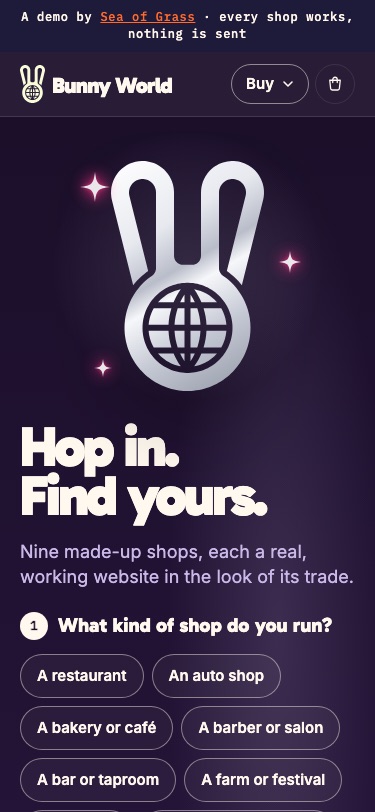 A demo by Sea of Grass · every shop works,
nothing is sent
Bunny World
Buy
Hop in.
Find yours.
Nine made-up shops, each a real,
working website in the look of its trade.
1 What kind of shop do you run?
A restaurant
An auto shop
A bakery or café
A barber or salon
A bar or taproom
A farm or festival